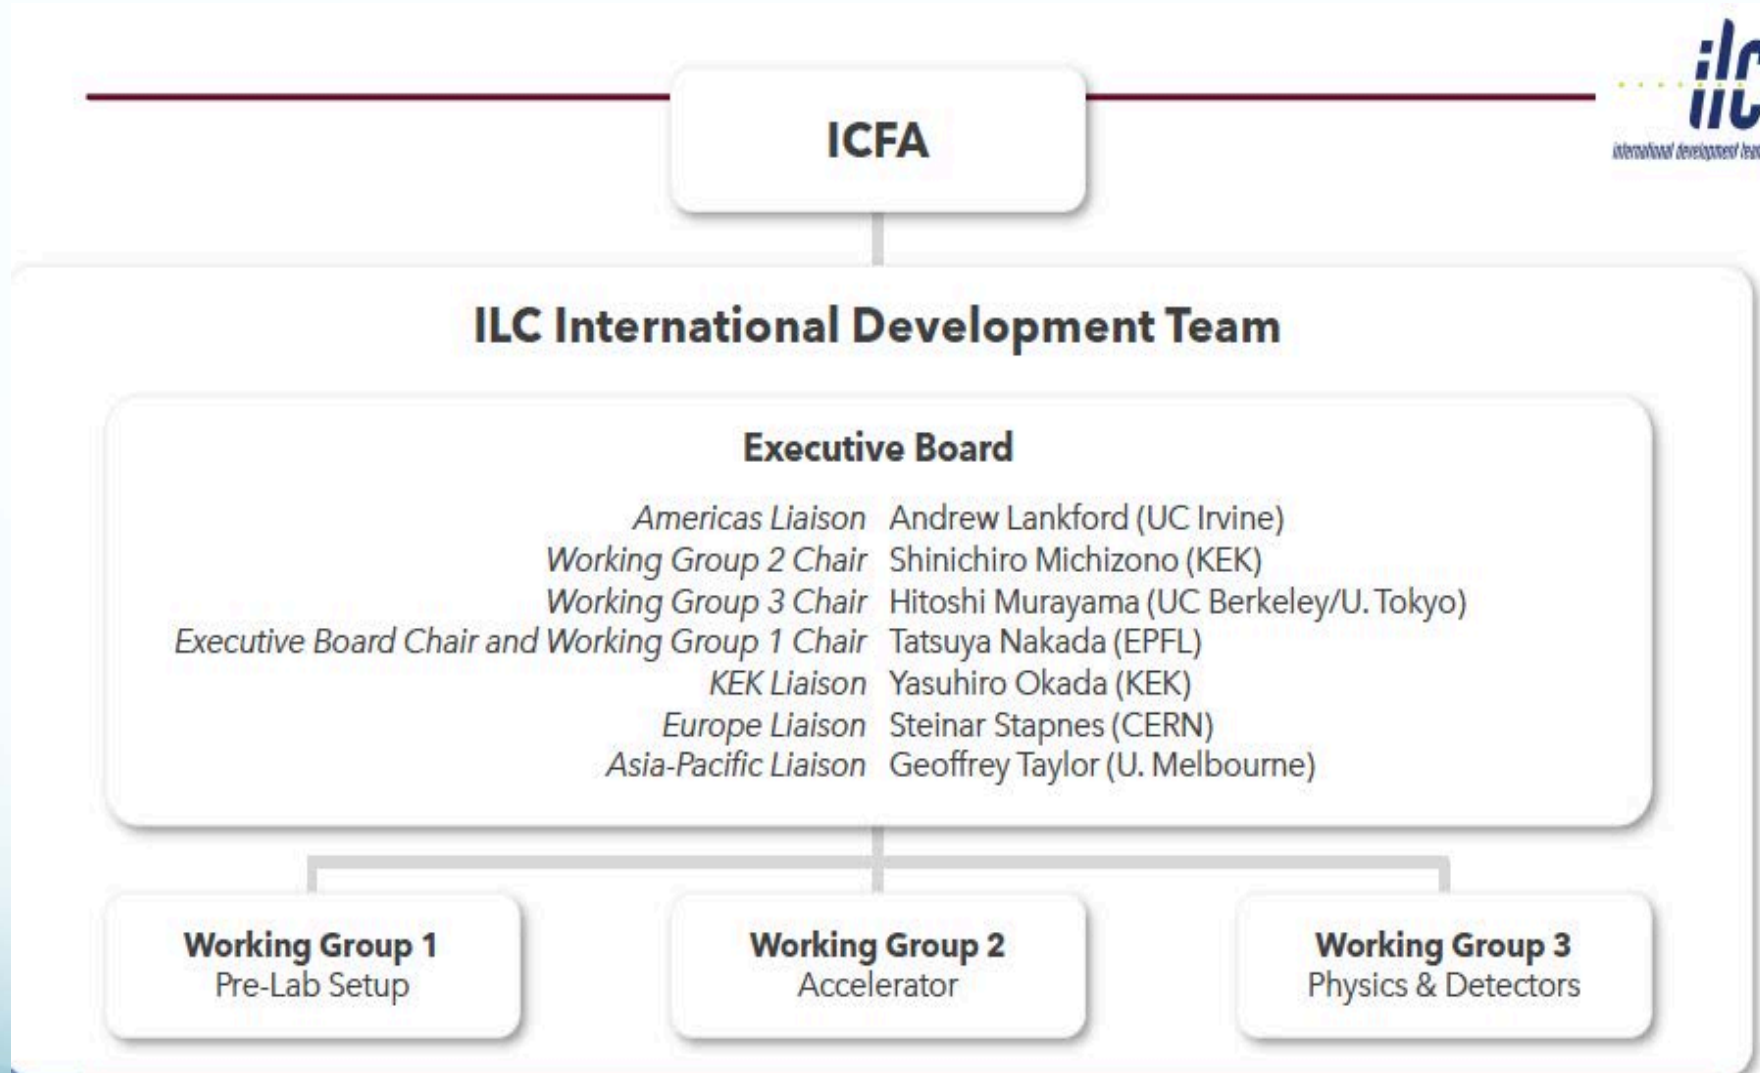 ilc
international development team
ICFA
ILC International Development Team
Executive Board
Americas Liaison Andrew Lankford (UC Irvine)
Working Group 2 Chair Shinichiro Michizono (KEK)
Working Group 3 Chair Hitoshi Murayama (UC Berkeley/U. Tokyo)
Executive Board Chair and Working Group 1 Chair Tatsuya Nakada (EPFL)
KEK Liaison Yasuhiro Okada (KEK)
Europe Liaison Steinar Stapnes (CERN)
Asia-Pacific Liaison Geoffrey Taylor (U. Melbourne)
Working Group 1
Pre-Lab Setup
Working Group 2
Accelerator
Working Group 3
Physics & Detectors